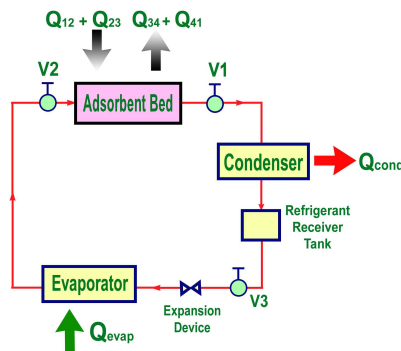 Q12 + Q23
Q34 + Q41
V2
V1
Adsorbent Bed
Condenser
Qcond
Refrigerant
Receiver
Tank
Evaporator
V3
Expansion
Device
Qevap